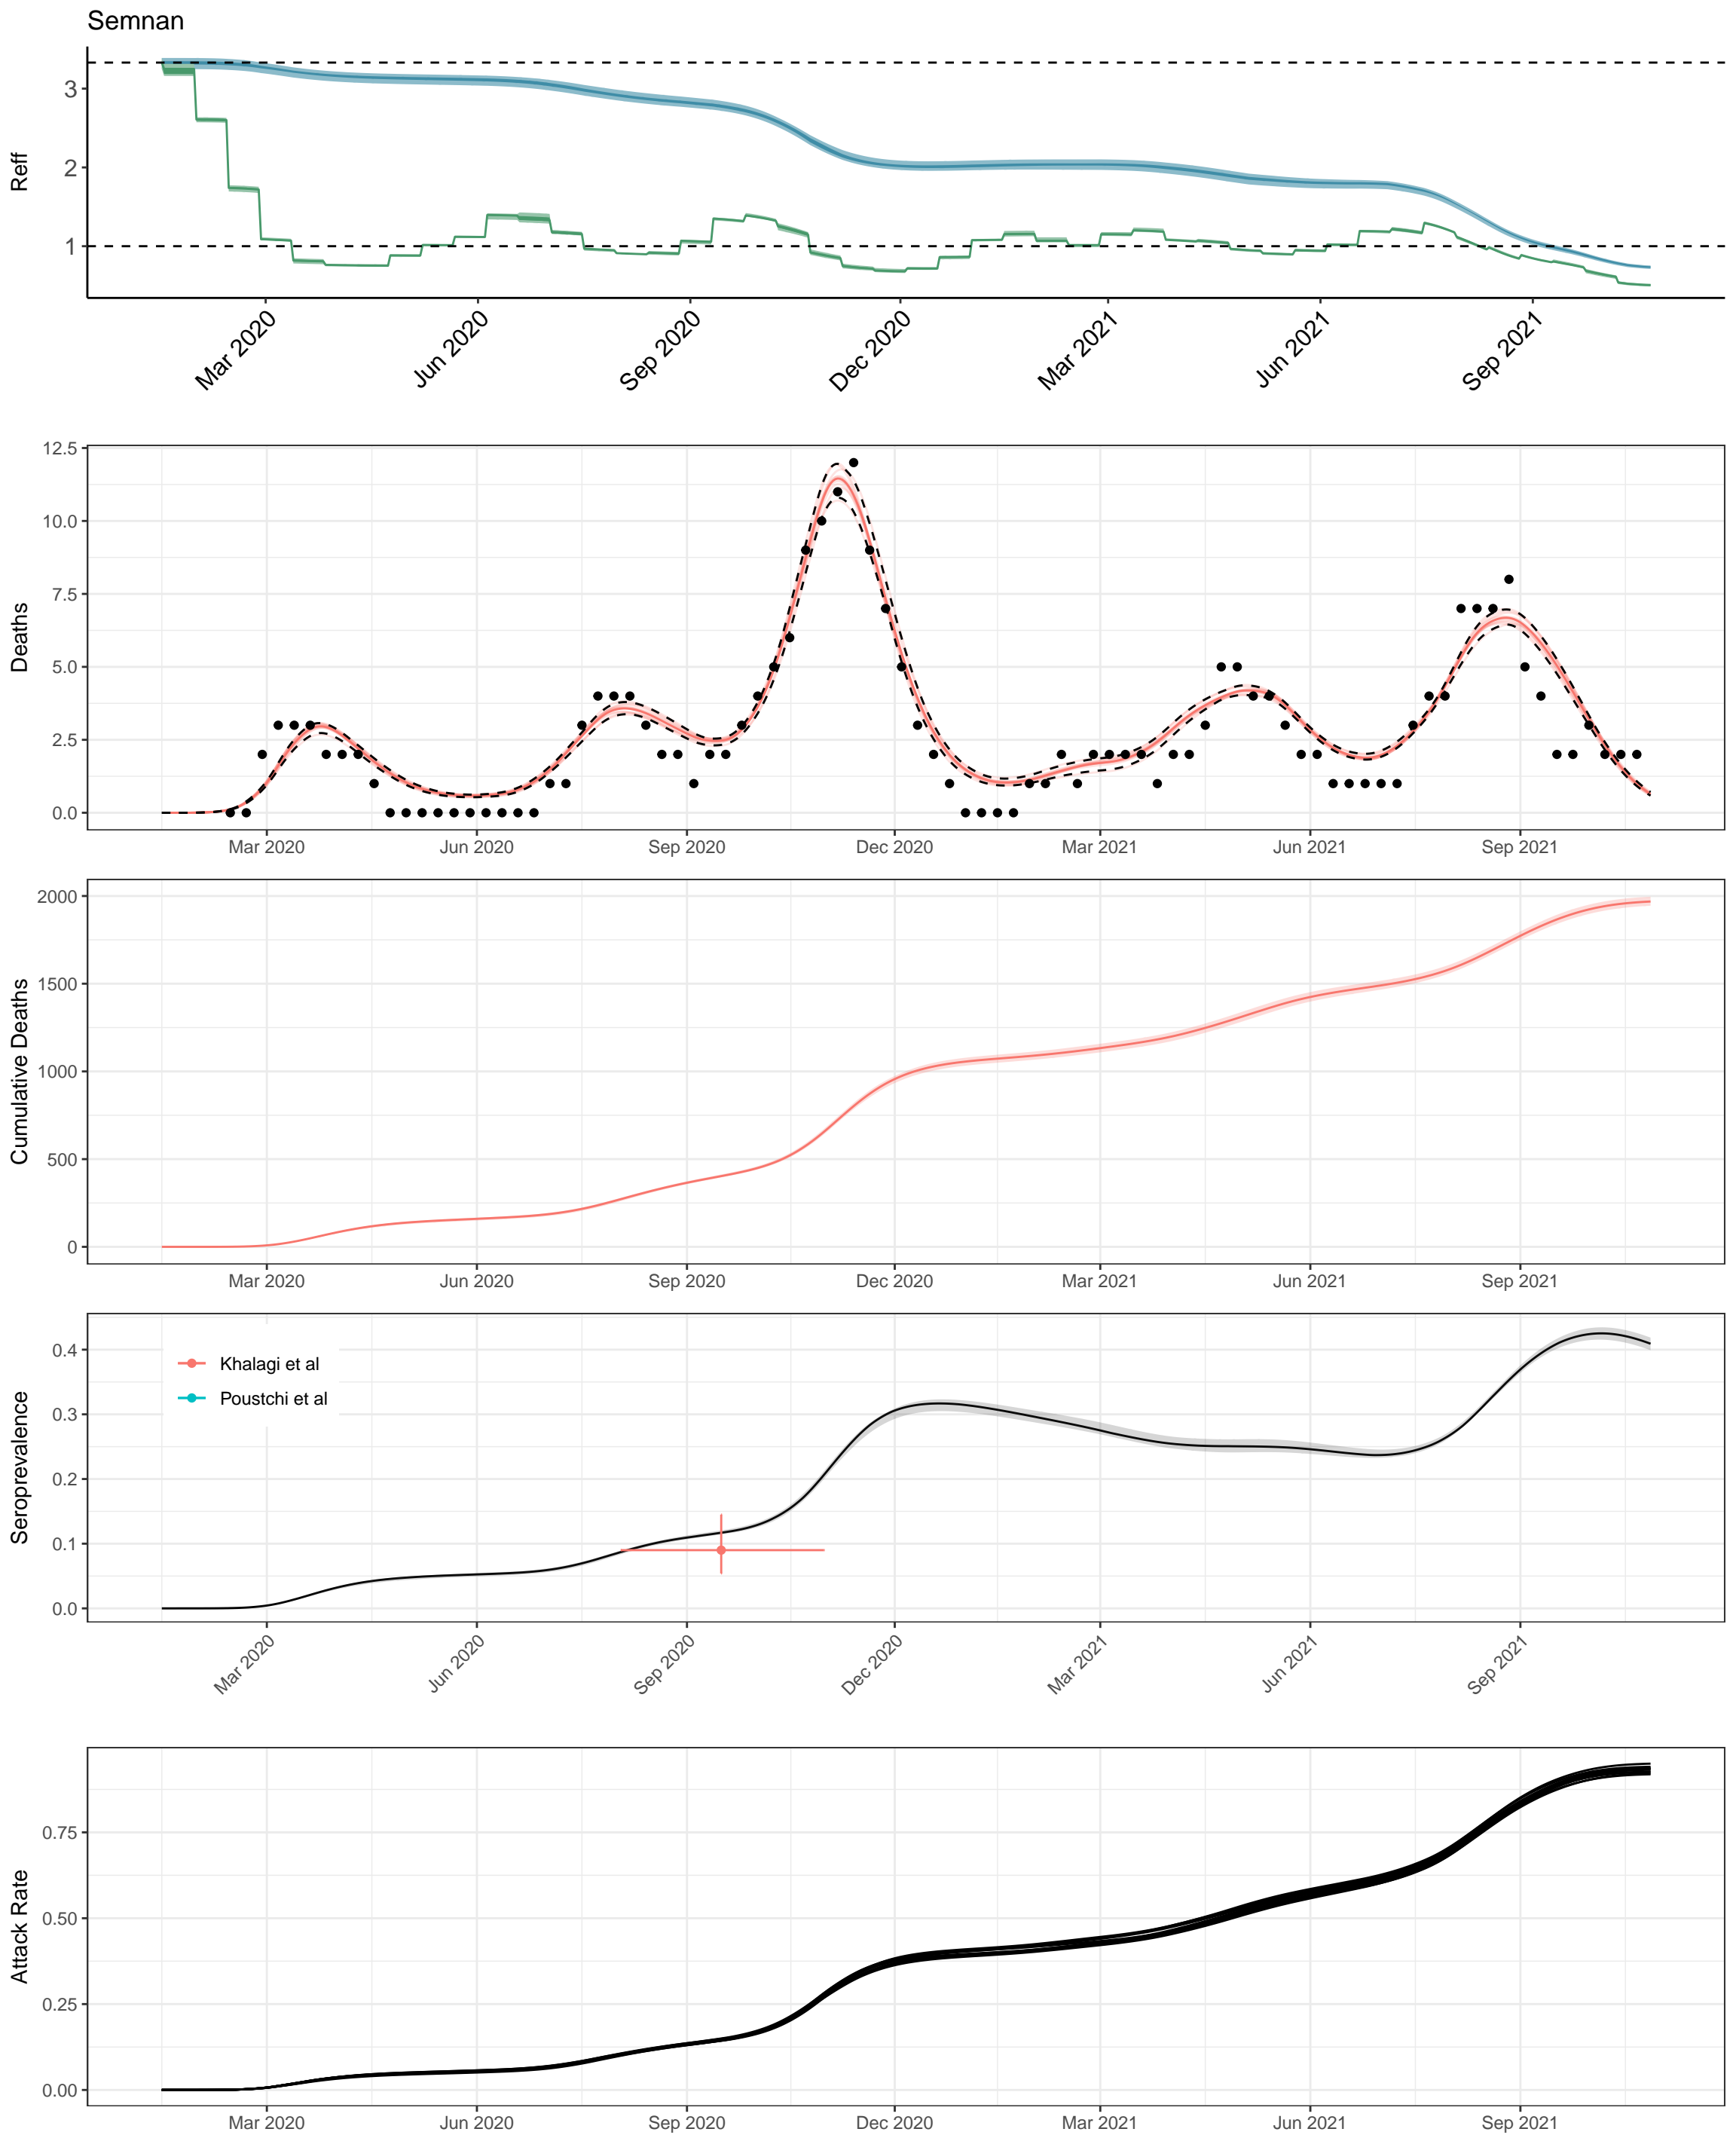 Semnan
Reff
3
2
1
Mar 2020
Jun 2020
Sep 2020
Dec 2020
Mar 2021
Jun 2021
Sep 2021
Deaths
12.5
10.0
7.5
5.0
2.5
0.0
Mar 2020
Jun 2020
Sep 2020
Dec 2020
Mar 2021
Jun 2021
Sep 2021
Cumulative Deaths
2000
1500
1000
500
0
Mar 2020
Jun 2020
Sep 2020
Dec 2020
Mar 2021
Jun 2021
Sep 2021
Seroprevalence
0.4
0.3
0.2
0.1
0.0
Khalagi et al
Poustchi et al
Mar 2020
Jun 2020
Sep 2020
Dec 2020
Mar 2021
Jun 2021
Sep 2021
Attack Rate
0.75
0.50
0.25
0.00
Mar 2020
Jun 2020
Sep 2020
Dec 2020
Mar 2021
Jun 2021
Sep 2021